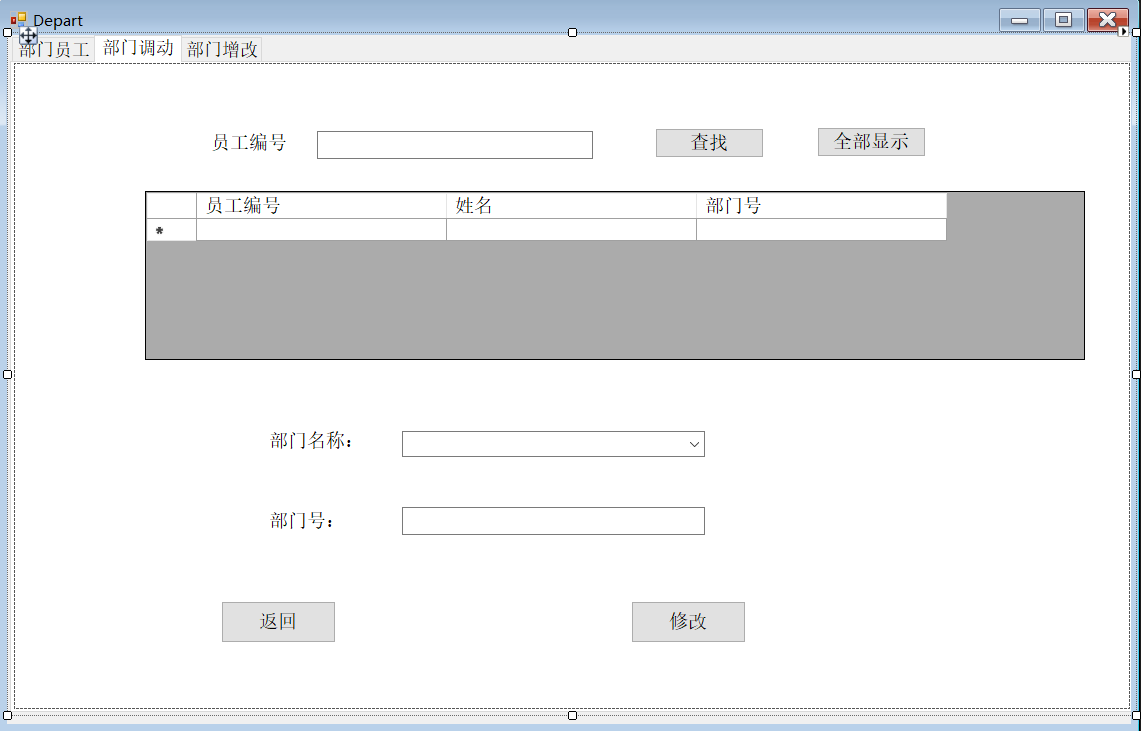 Depart
部门员工 部门调动 部门增改
员工编号 查找 全部显示
员工编号 姓名 部门号
*
部门名称：
部门号：
返回 修改